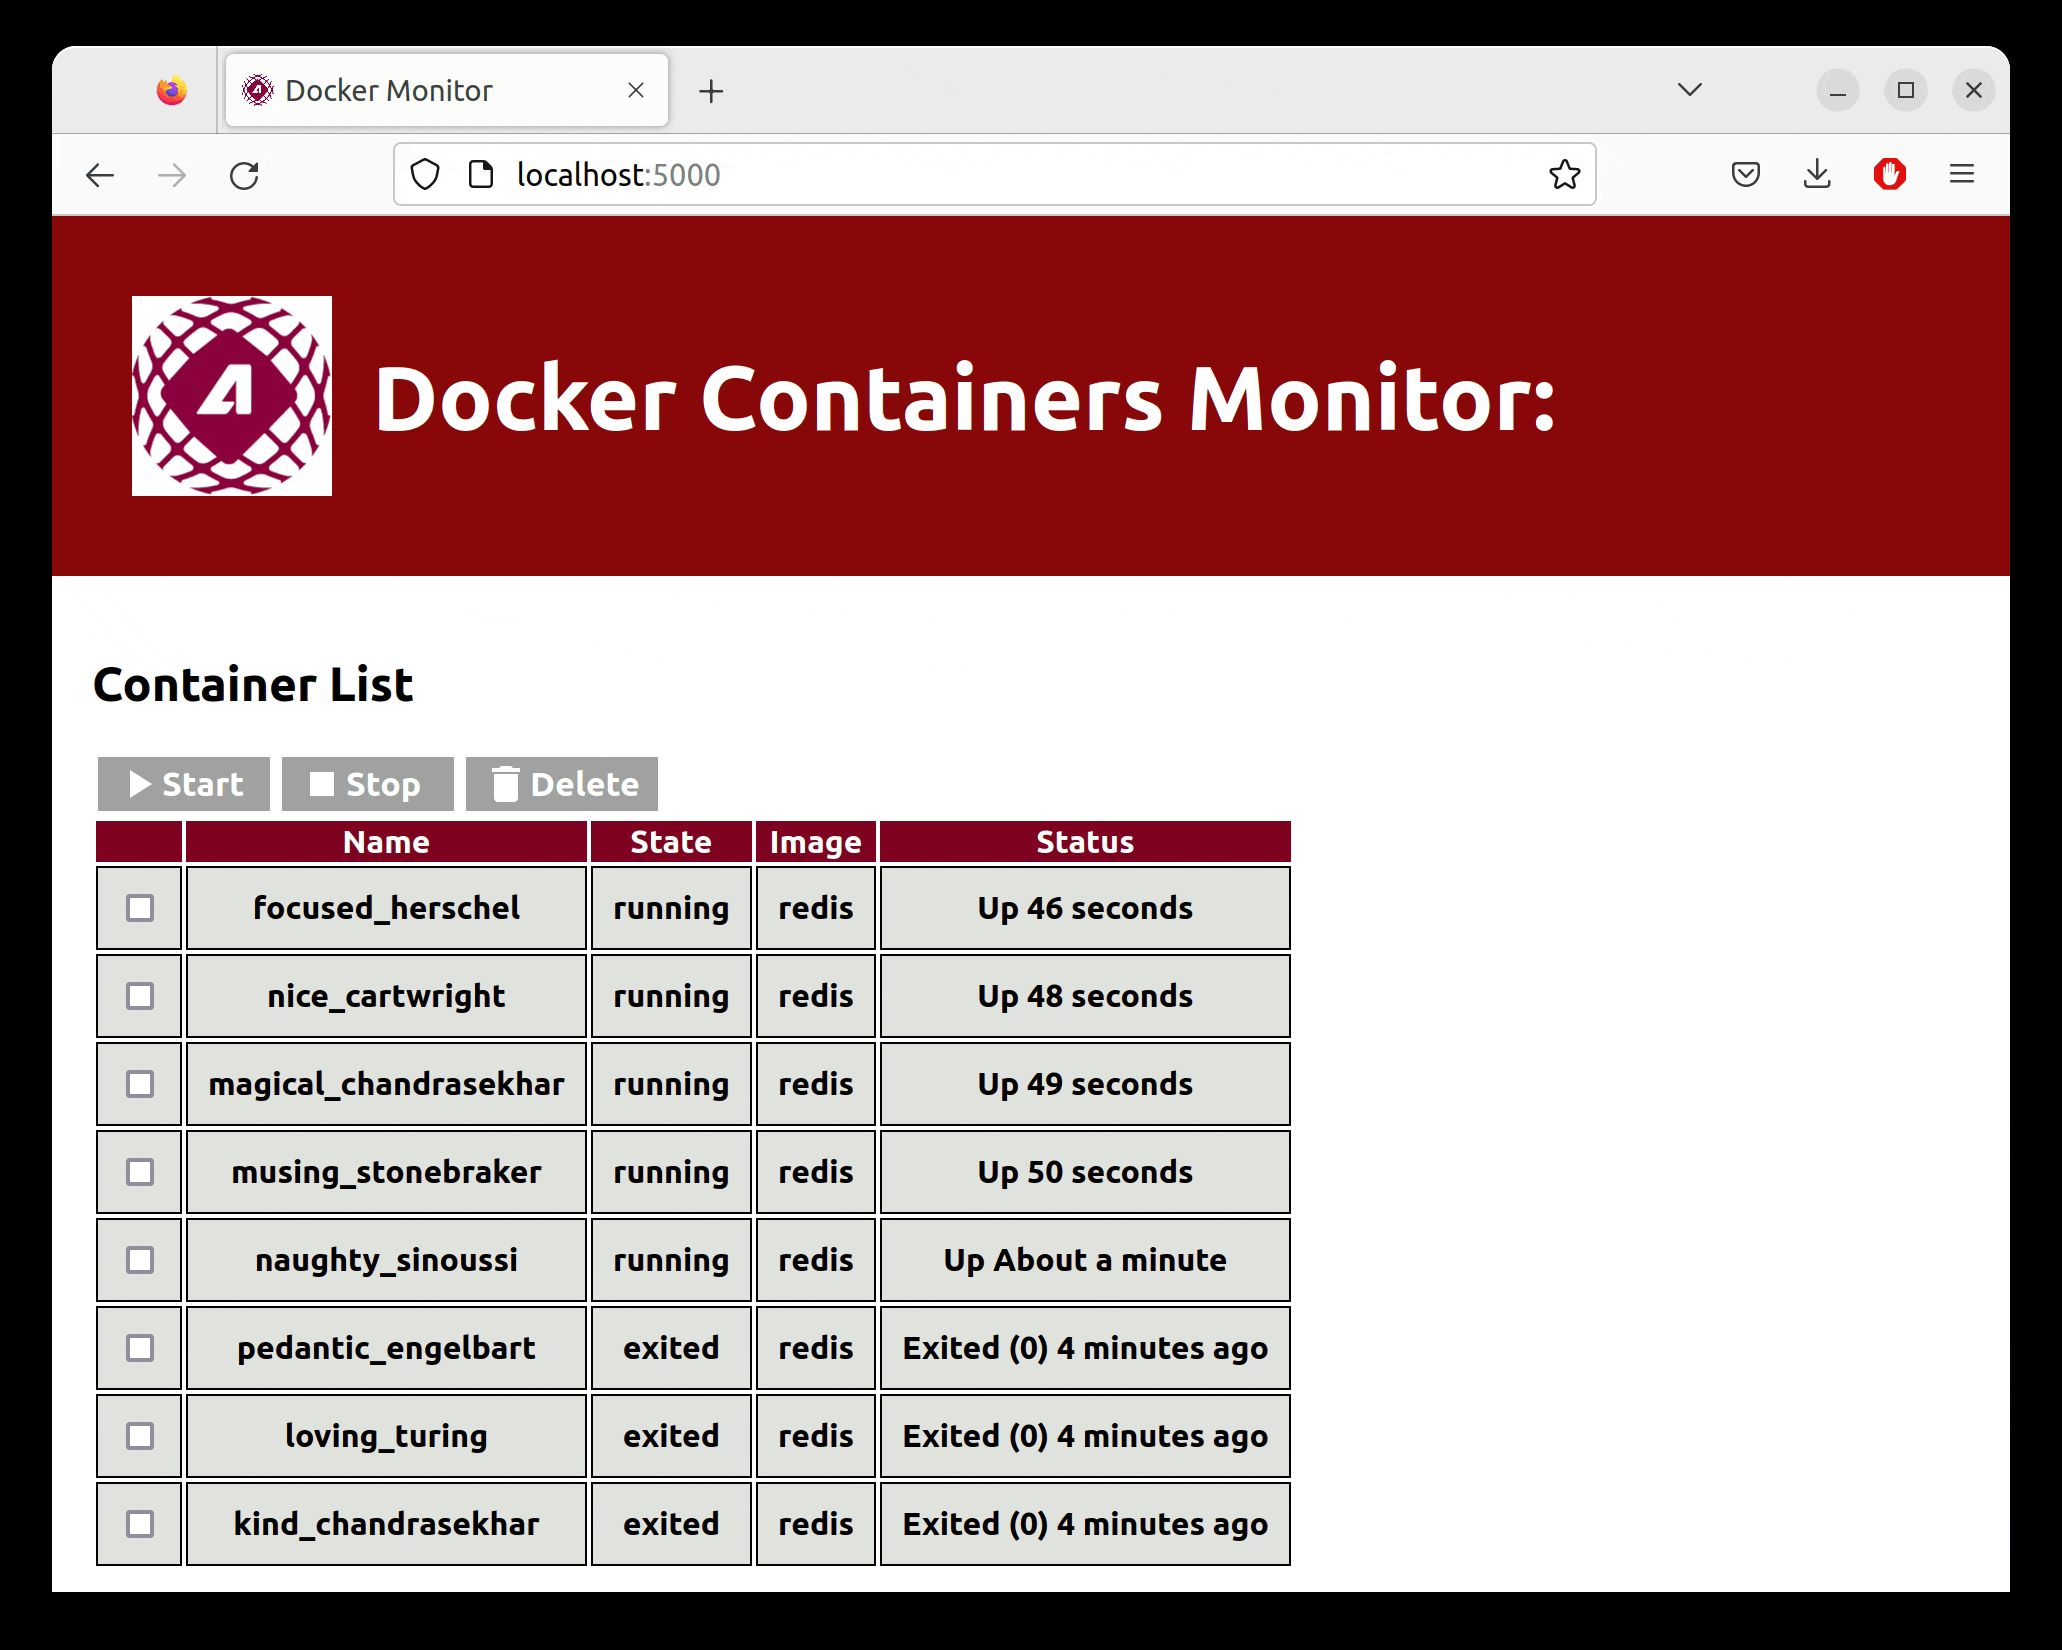 Docker Monitor
localhost:5000
A
Docker Containers Monitor:
Container List
Start Stop Delete
Name State Image Status
focused_herschel running redis Up 46 seconds
nice_cartwright running redis Up 48 seconds
magical_chandrasekhar running redis Up 49 seconds
musing_stonebraker running redis Up 50 seconds
naughty_sinoussi running redis Up About a minute
pedantic_engelbart exited redis Exited (0) 4 minutes ago
loving_turing exited redis Exited (0) 4 minutes ago
kind_chandrasekhar exited redis Exited (0) 4 minutes ago